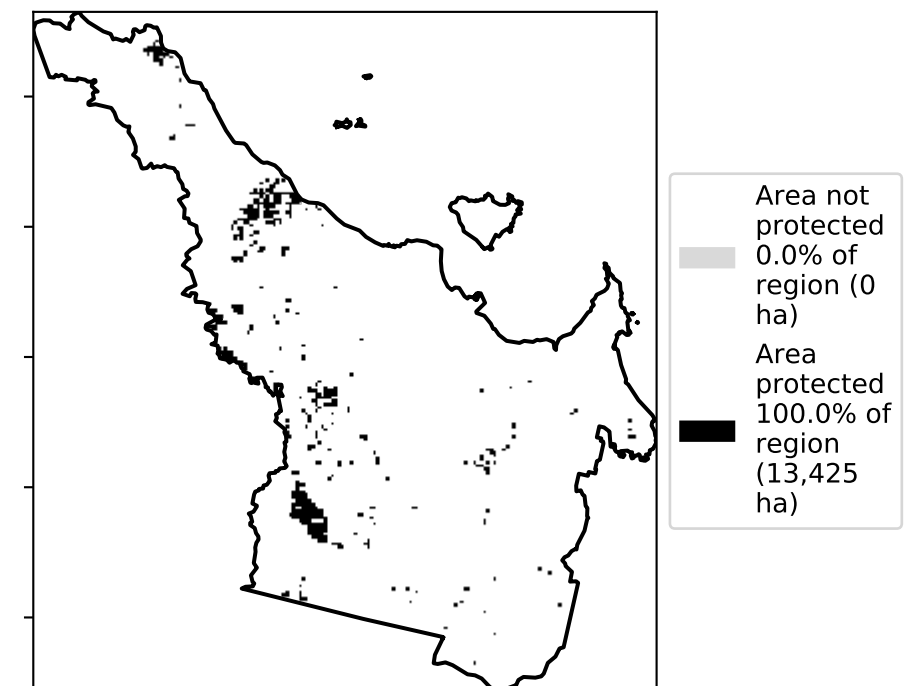 Area not
protected
0.0% of
region (0
ha)
Area
protected
100.0% of
region
(13,425
ha)